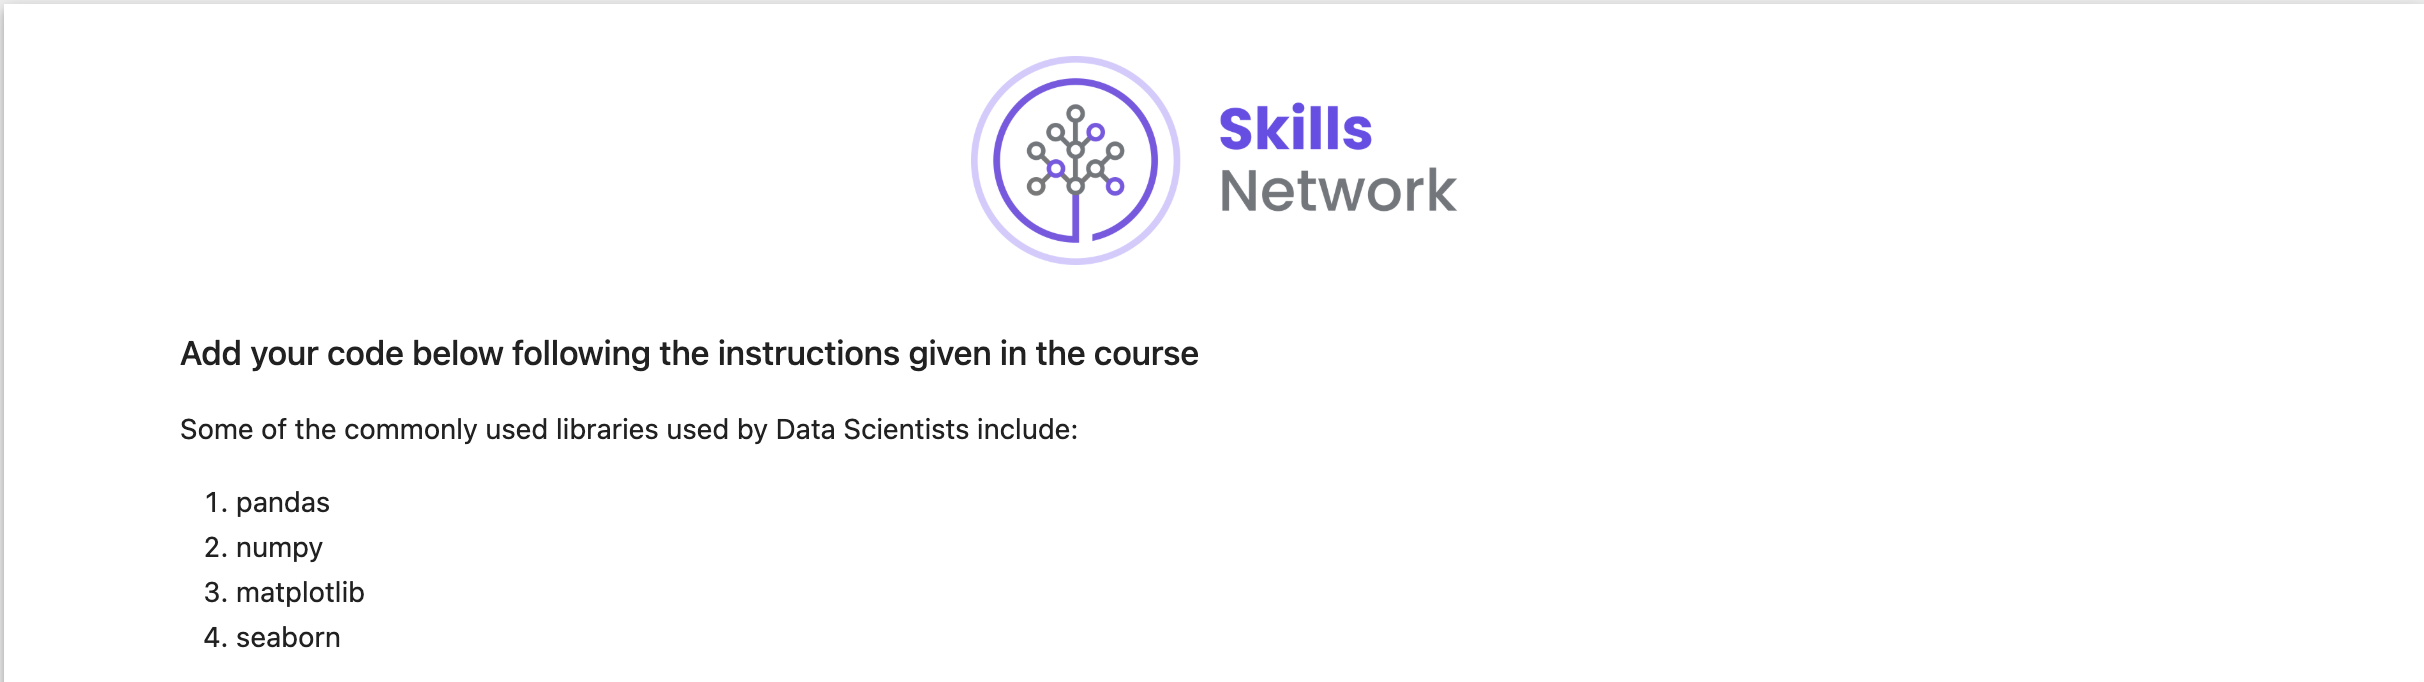 Skills
Network
Add your code below following the instructions given in the course
Some of the commonly used libraries used by Data Scientists include:
1. pandas
2. numpy
3. matplotlib
4. seaborn